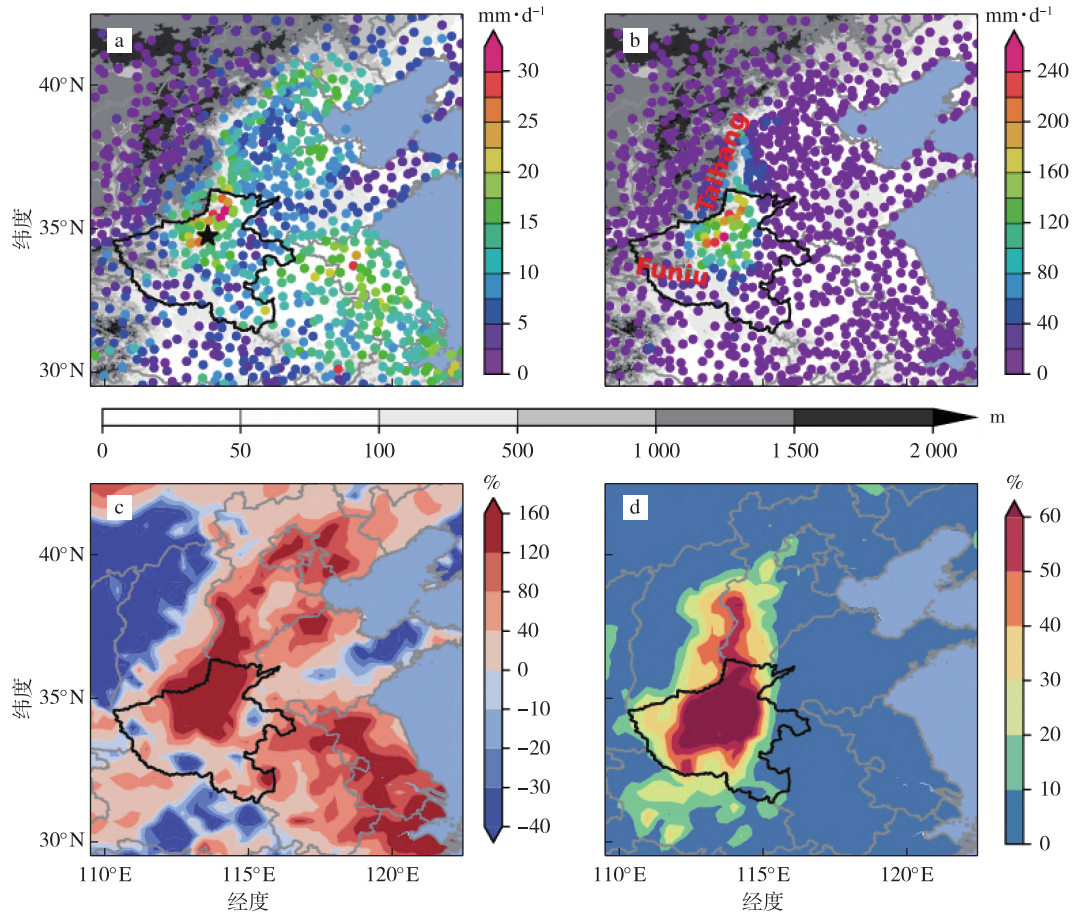 mm·d⁻¹
mm·d⁻¹
a
b
30
25
20
15
10
5
0
240
200
160
120
80
40
0
40°N
35°N
30°N
纬度
Taihang
Funiu
0
50
100
500
1 000
1 500
2 000
m
%
%
c
d
160
120
80
40
0
−10
−20
−30
−40
60
50
40
30
20
10
0
40°N
35°N
30°N
纬度
110°E
115°E
120°E
110°E
115°E
120°E
经度
经度